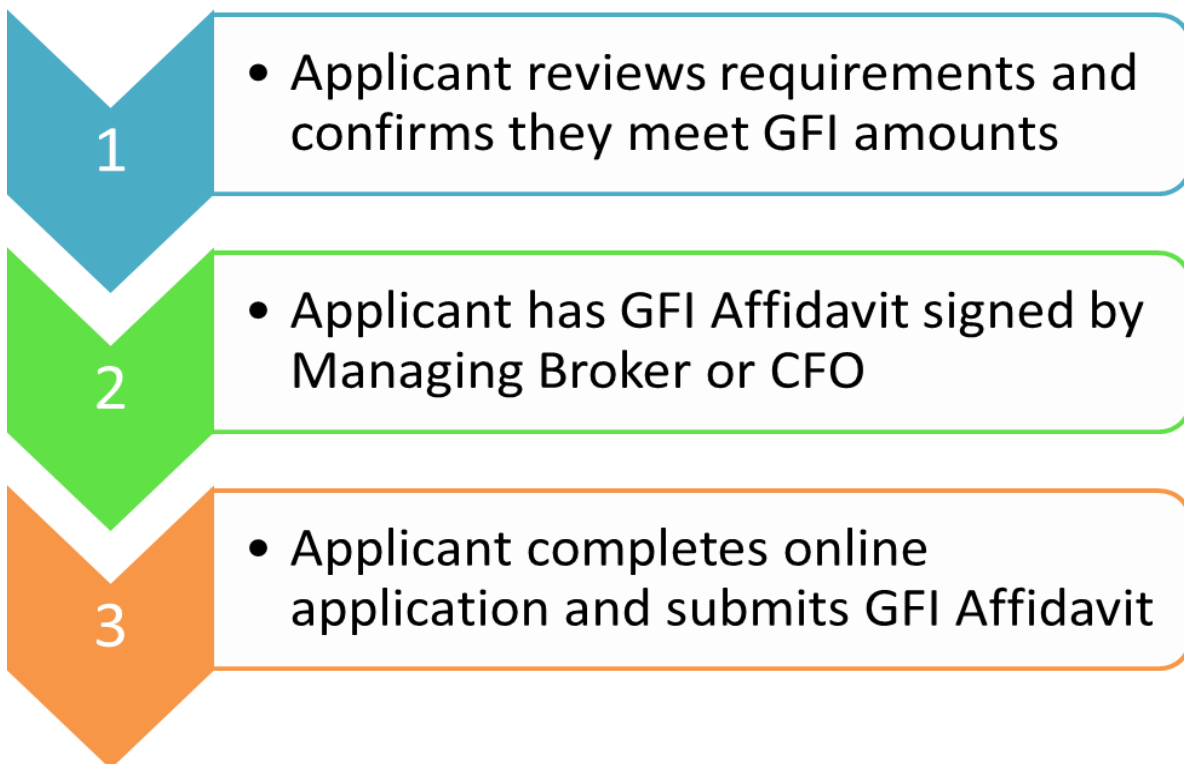 1
• Applicant reviews requirements and
confirms they meet GFI amounts
2
• Applicant has GFI Affidavit signed by
Managing Broker or CFO
3
• Applicant completes online
application and submits GFI Affidavit